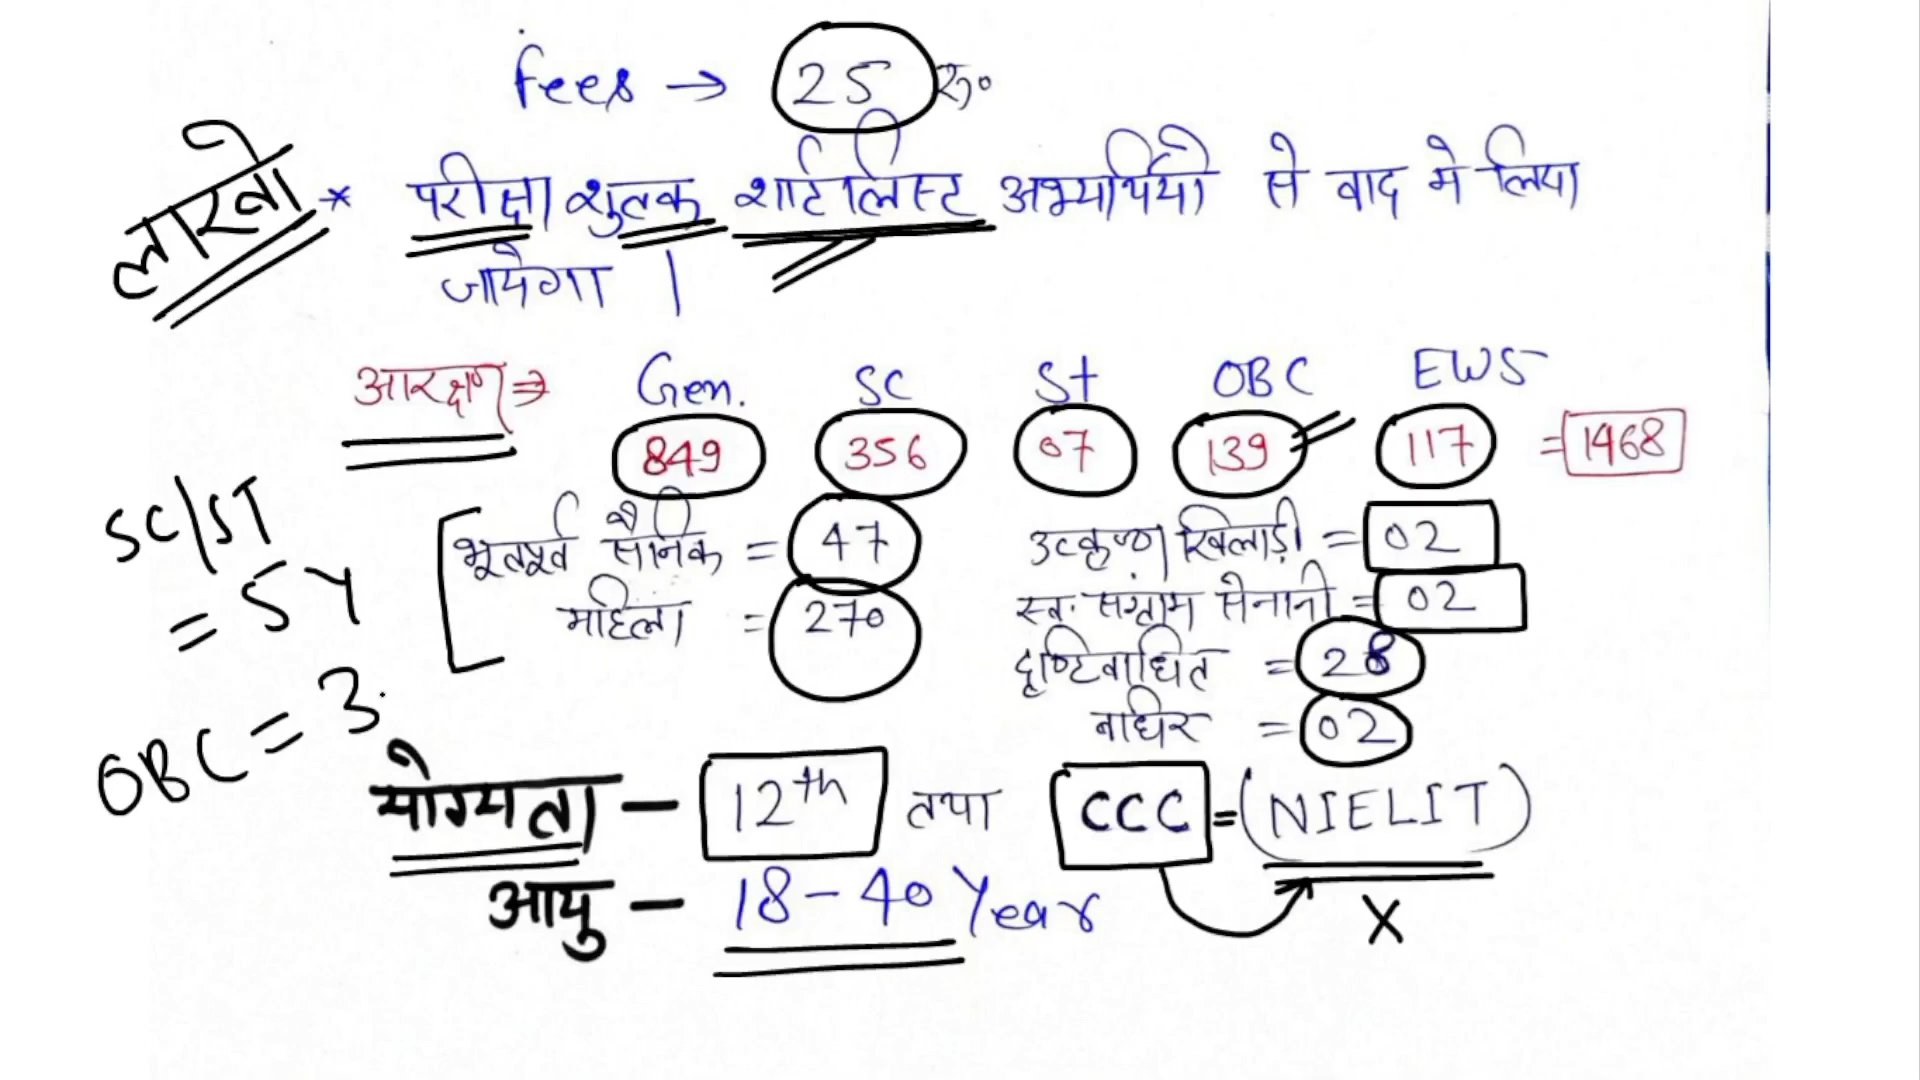 Fees → 25 रु०
लाखो * परीक्षा शुल्क शार्टलिस्ट अभ्यर्थियो से बाद मे लिया
जायेगा |
आरक्षण ⇒ Gen. SC St OBC EWS
849 356 07 139 117 = 1468
SC/ST
= 5Y
OBC = 3
भूतपूर्व सैनिक = 47
महिला = 270
उत्कृष्ण खिलाड़ी = 02
स्व. संग्राम सेनानी = 02
दृष्टिबाधित = 28
बाधिर = 02
योग्यता – 12th तथा CCC = (NIELIT)
आयु – 18-40 Year X